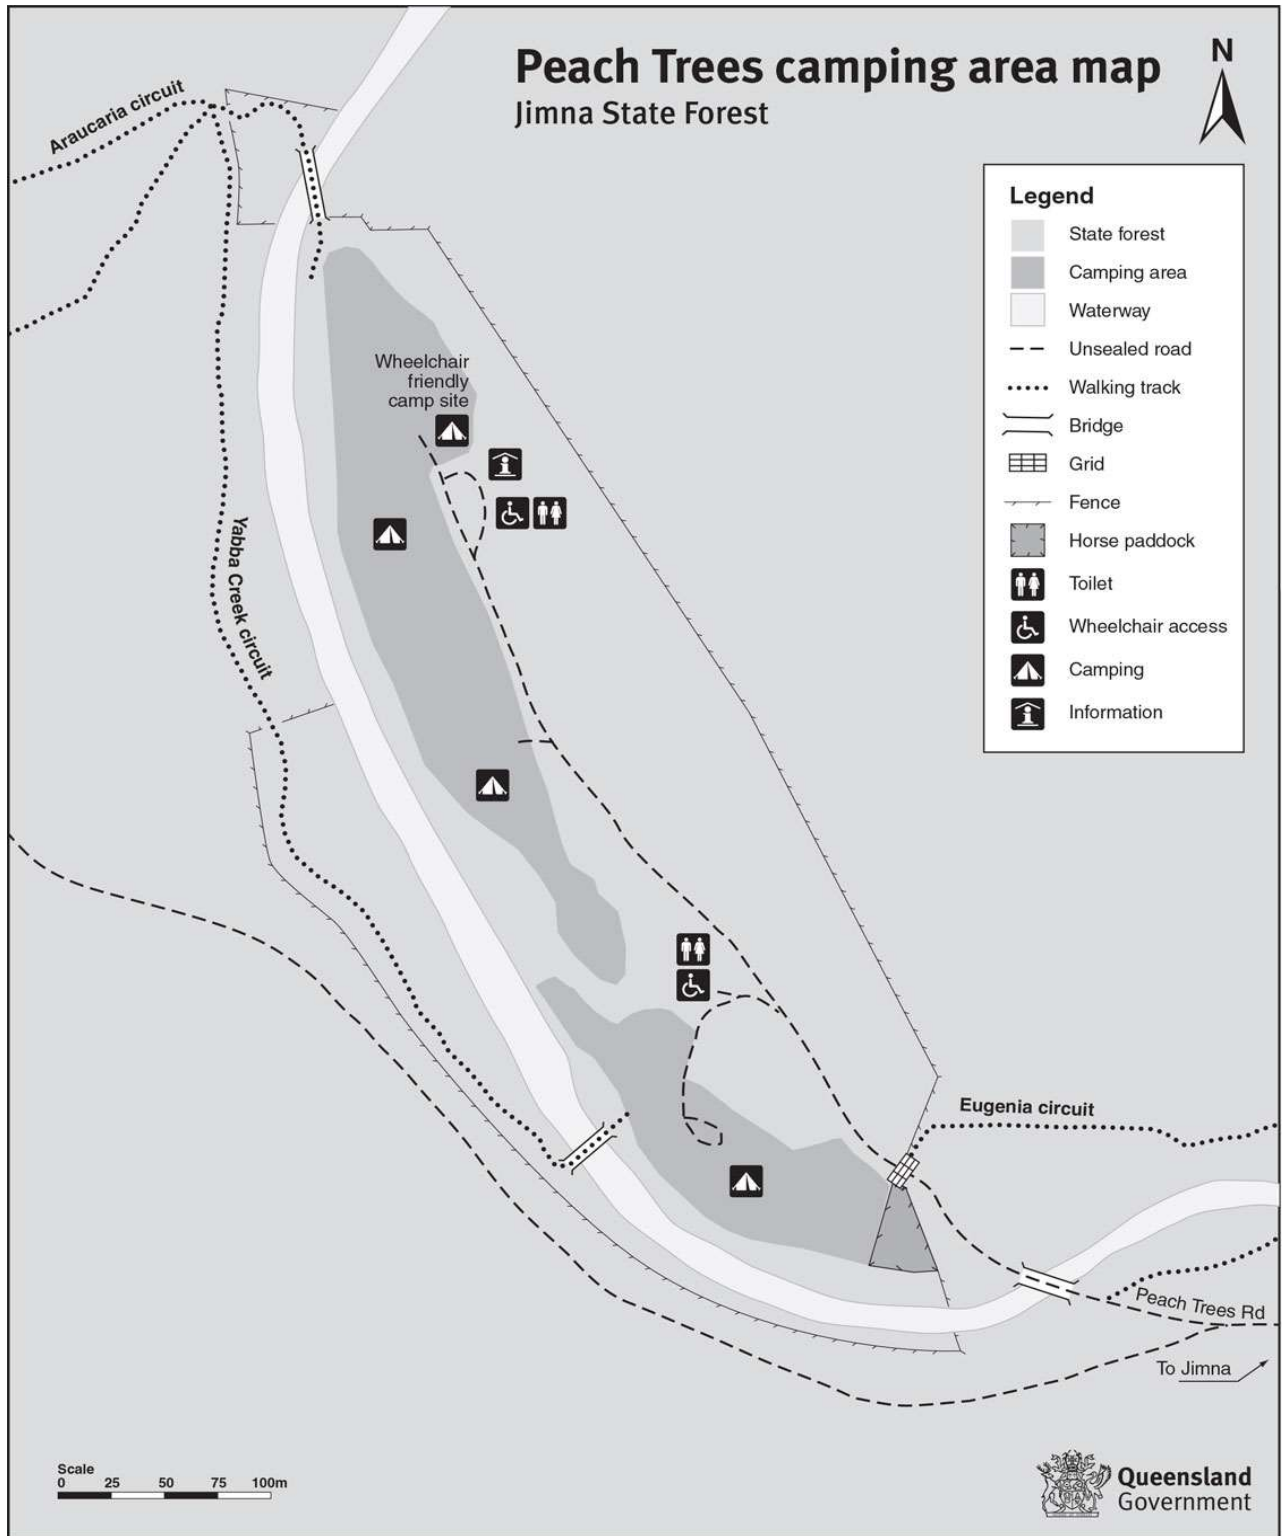 Peach Trees camping area map
Jimna State Forest
N
Araucaria circuit
Legend
State forest
Camping area
Waterway
Unsealed road
Walking track
Bridge
Grid
Fence
Horse paddock
Toilet
Wheelchair access
Camping
Information
Wheelchair
friendly
camp site
Yabba Creek circuit
Eugenia circuit
Peach Trees Rd
To Jimna
Scale
0 25 50 75 100m
Queensland
Government